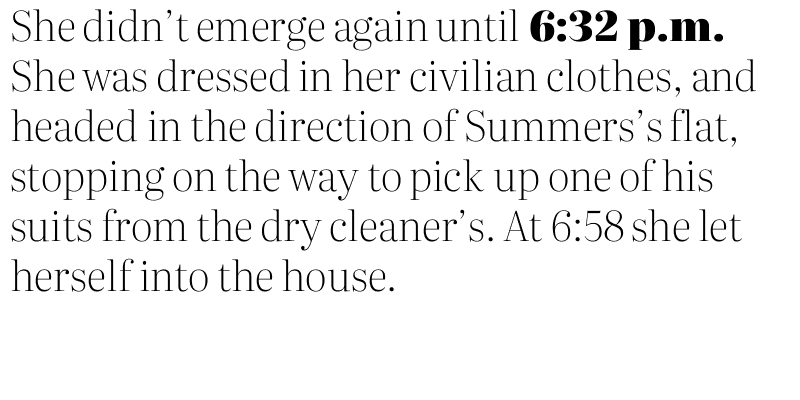 She didn’t emerge again until 6:32 p.m.
She was dressed in her civilian clothes, and
headed in the direction of Summers’s flat,
stopping on the way to pick up one of his
suits from the dry cleaner’s. At 6:58 she let
herself into the house.